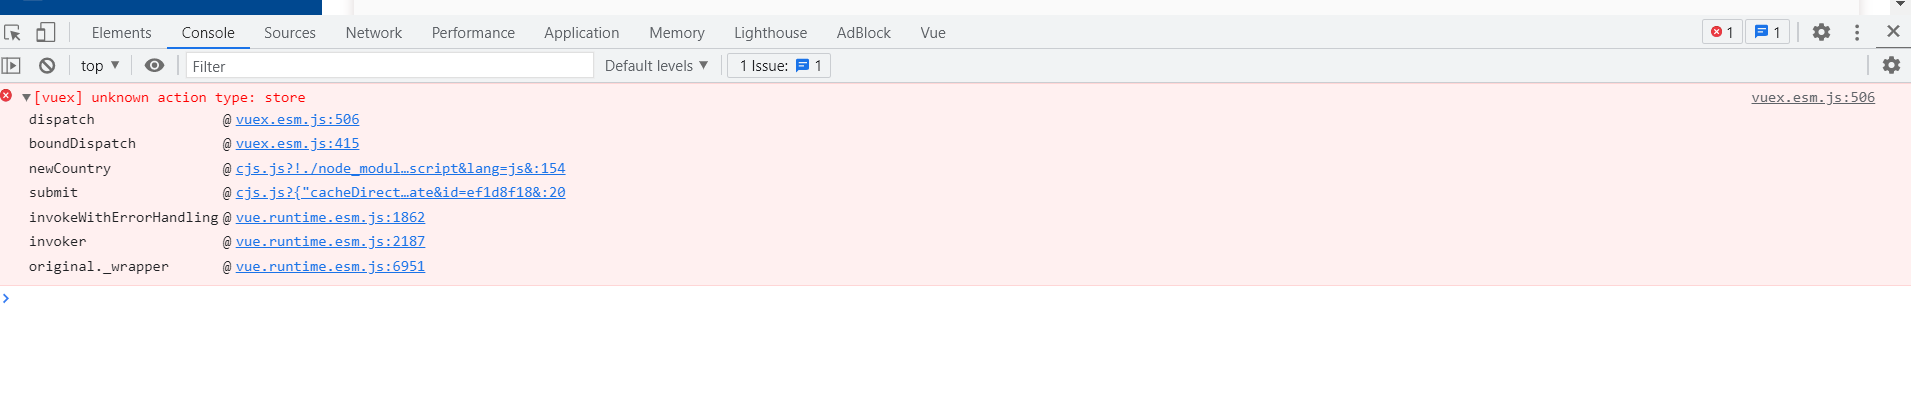 Elements Console Sources Network Performance Application Memory Lighthouse AdBlock Vue 1 1
top Filter Default levels 1 Issue: 1
[vuex] unknown action type: store vuex.esm.js:506
dispatch @ vuex.esm.js:506
boundDispatch @ vuex.esm.js:415
newCountry @ cjs.js?!./node_modul…script&lang=js&:154
submit @ cjs.js?{"cacheDirect…ate&id=ef1d8f18&:20
invokeWithErrorHandling @ vue.runtime.esm.js:1862
invoker @ vue.runtime.esm.js:2187
original._wrapper @ vue.runtime.esm.js:6951